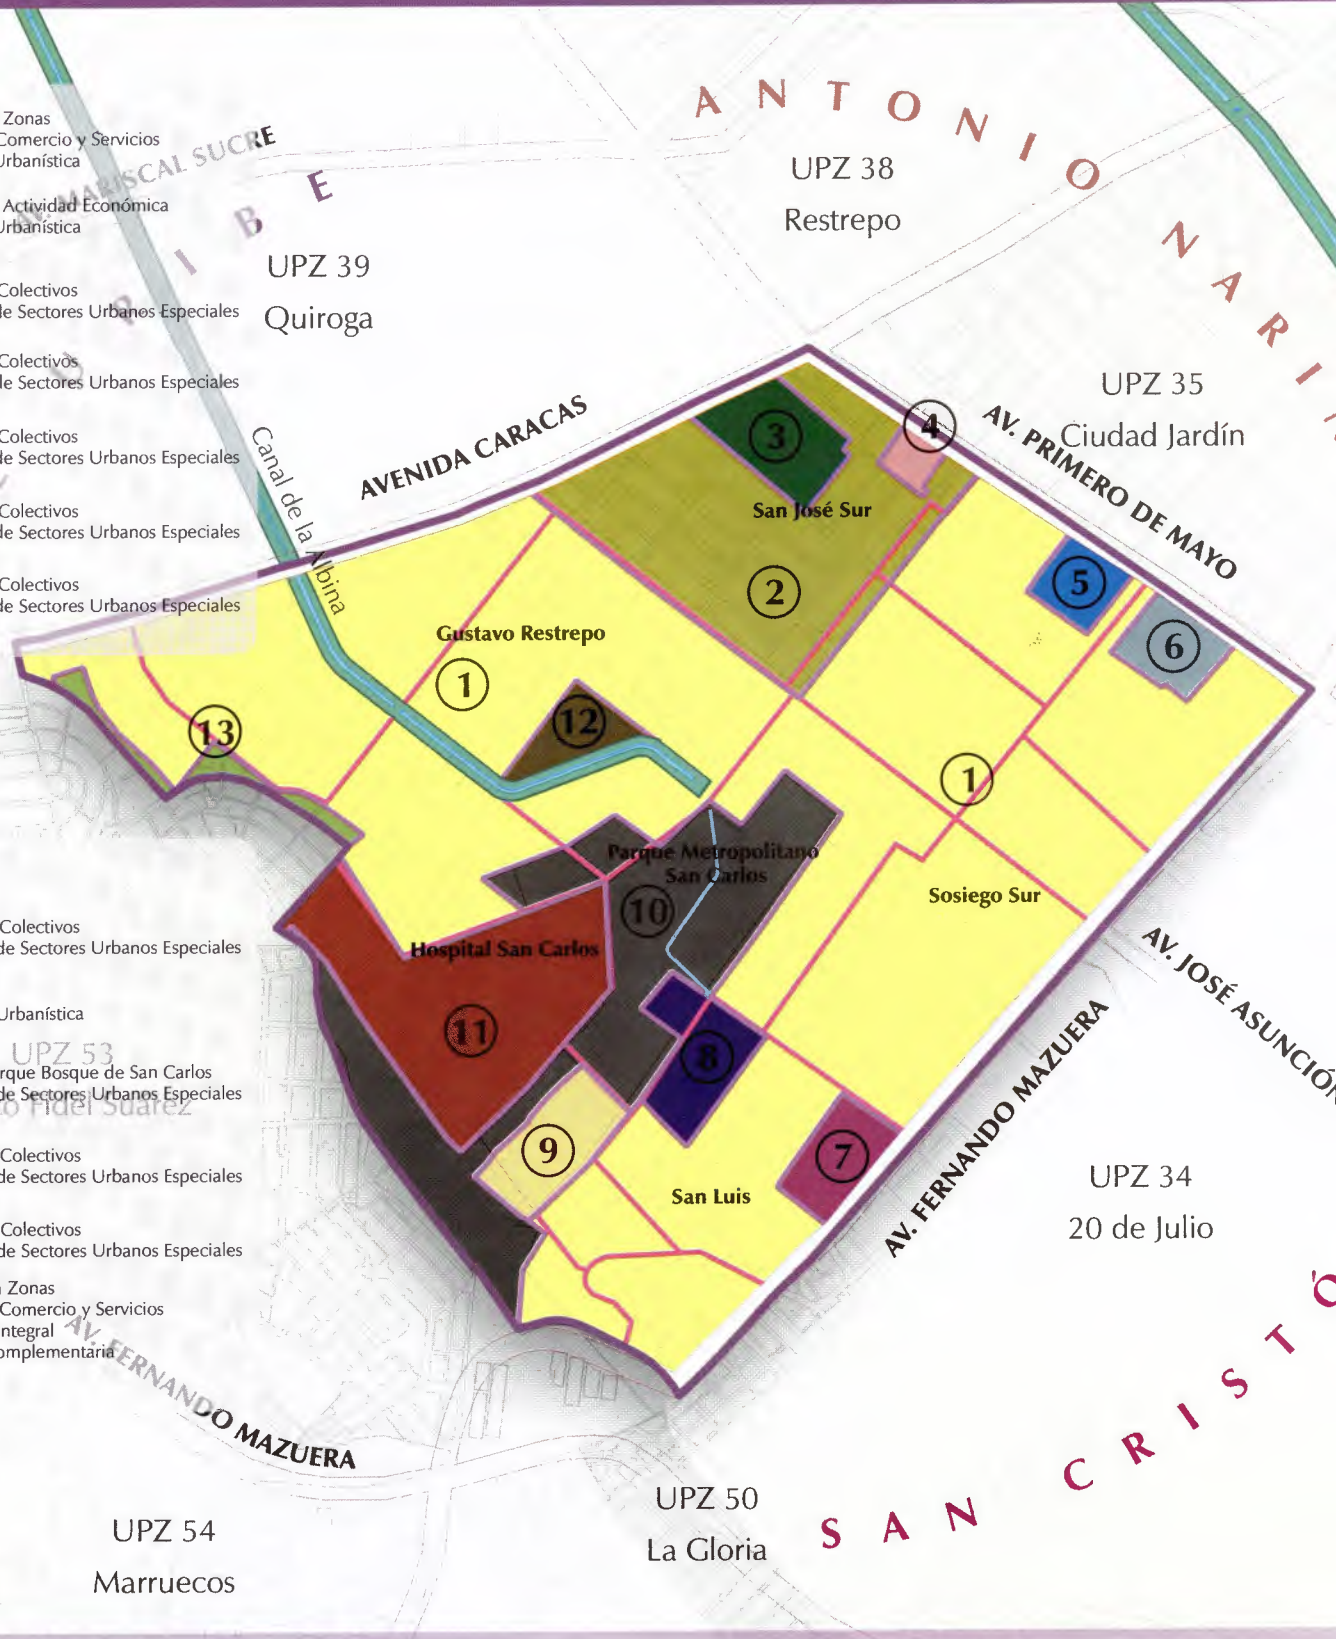 Zonas
Comercio y Servicios
Urbanística
Actividad Económica
Urbanística
Colectivos
de Sectores Urbanos Especiales
Colectivos
de Sectores Urbanos Especiales
Colectivos
de Sectores Urbanos Especiales
Colectivos
de Sectores Urbanos Especiales
Colectivos
de Sectores Urbanos Especiales
Colectivos
de Sectores Urbanos Especiales
Urbanística
rque Bosque de San Carlos
de Sectores Urbanos Especiales
Colectivos
de Sectores Urbanos Especiales
Colectivos
de Sectores Urbanos Especiales
Zonas
Comercio y Servicios
ntegral
omplementaria
AV. MARISCAL SUCRE
U R I B E
ANTONIO NARIÑ
UPZ 38
Restrepo
UPZ 39
Quiroga
UPZ 35
Ciudad Jardín
AVENIDA CARACAS
AV. PRIMERO DE MAYO
Canal de la Albina
3
4
San José Sur
2
5
6
Gustavo Restrepo
1
12
13
1
Parque Metropolitano
San Carlos
10
Sosiego Sur
Hospital San Carlos
11
8
9
7
San Luis
AV. JOSÉ ASUNCIÓN
AV. FERNANDO MAZUERA
UPZ 53
o Fidel Suárez
UPZ 34
20 de Julio
AV. FERNANDO MAZUERA
SAN CRISTÓ
UPZ 50
La Gloria
UPZ 54
Marruecos